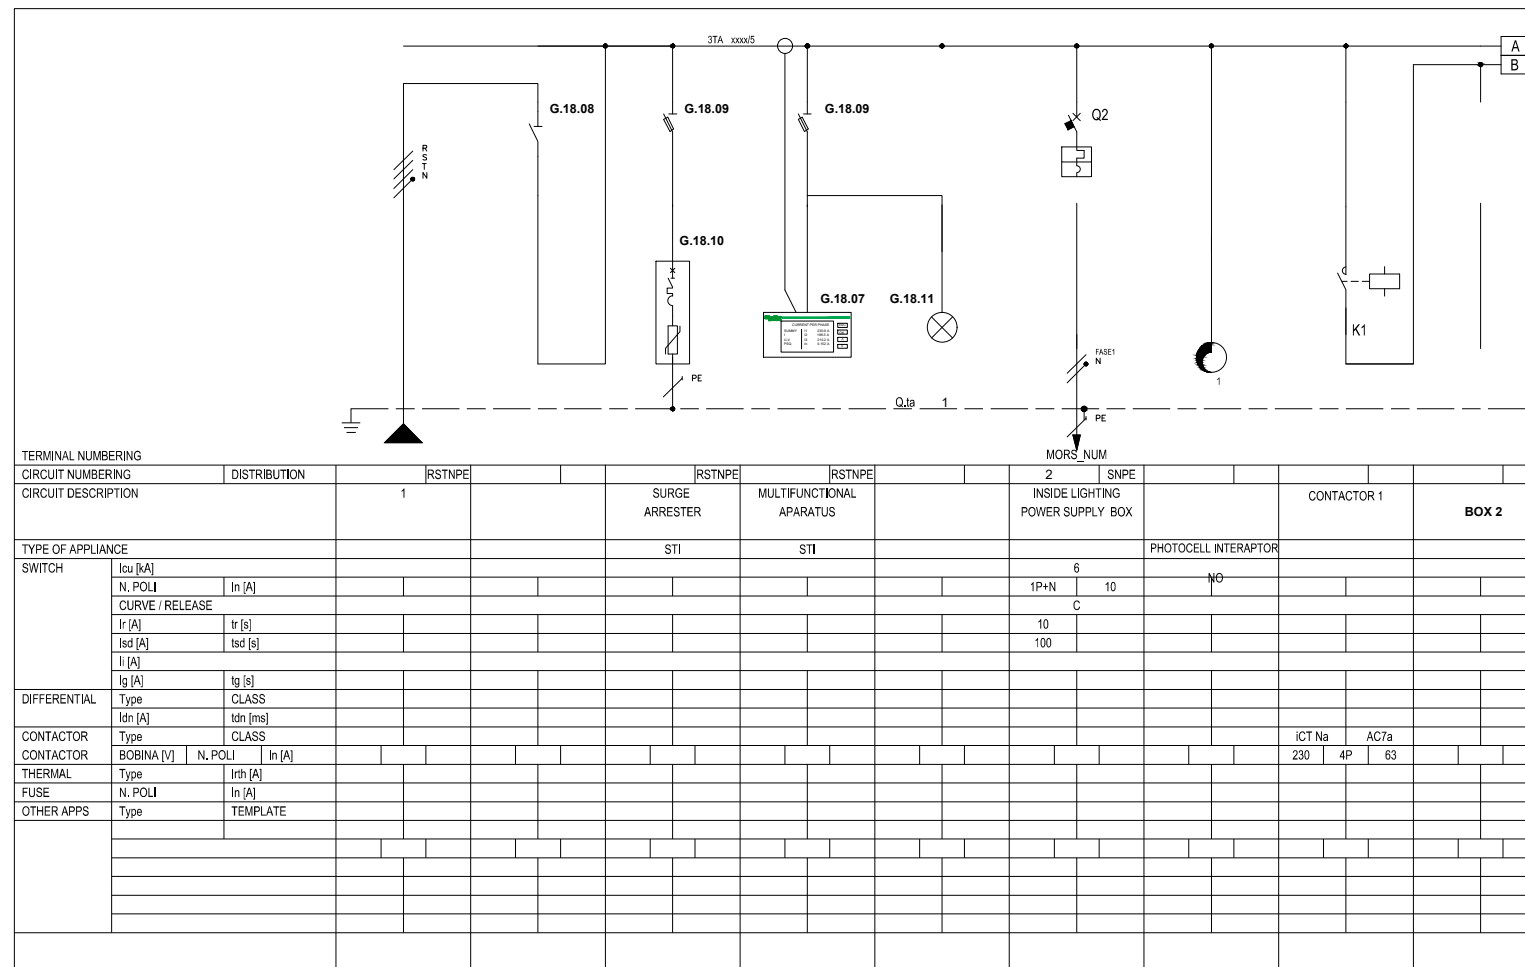 3TA xxxx/5
A
B
G.18.08
G.18.09
G.18.09
Q2
R
S
T
N
G.18.10
G.18.07
G.18.11
CURRENT PER PHASE
K1
FASE1
N
PE
1
Q.ta 1
PE
TERMINAL NUMBERING MORS_NUM
CIRCUIT NUMBERING DISTRIBUTION RSTNPE RSTNPE RSTNPE 2 SNPE
CIRCUIT DESCRIPTION 1 SURGE MULTIFUNCTIONAL INSIDE LIGHTING CONTACTOR 1
ARRESTER APARATUS POWER SUPPLY BOX BOX 2
TYPE OF APPLIANCE STI STI PHOTOCELL INTERAPTOR
SWITCH Icu [kA] 6
NO
N. POLI In [A] 1P+N 10
CURVE / RELEASE C
Ir [A] tr [s] 10
Isd [A] tsd [s] 100
Ii [A]
Ig [A] tg [s]
DIFFERENTIAL Type CLASS
Idn [A] tdn [ms]
CONTACTOR Type CLASS iCT Na AC7a
CONTACTOR BOBINA [V] N. POLI In [A] 230 4P 63
THERMAL Type Irth [A]
FUSE N. POLI In [A]
OTHER APPS Type TEMPLATE